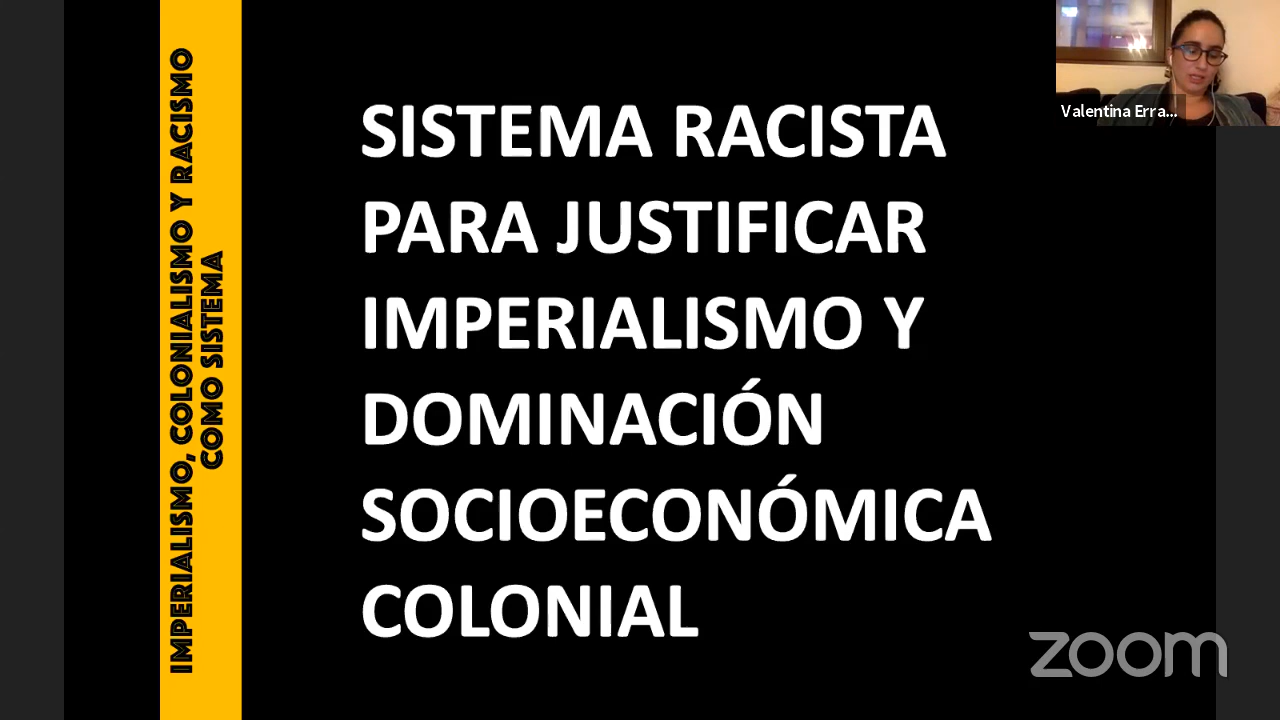 IMPERIALISMO, COLONIALISMO Y RACISMO
COMO SISTEMA
SISTEMA RACISTA
PARA JUSTIFICAR
IMPERIALISMO Y
DOMINACIÓN
SOCIOECONÓMICA
COLONIAL
Valentina Erra...
zoom